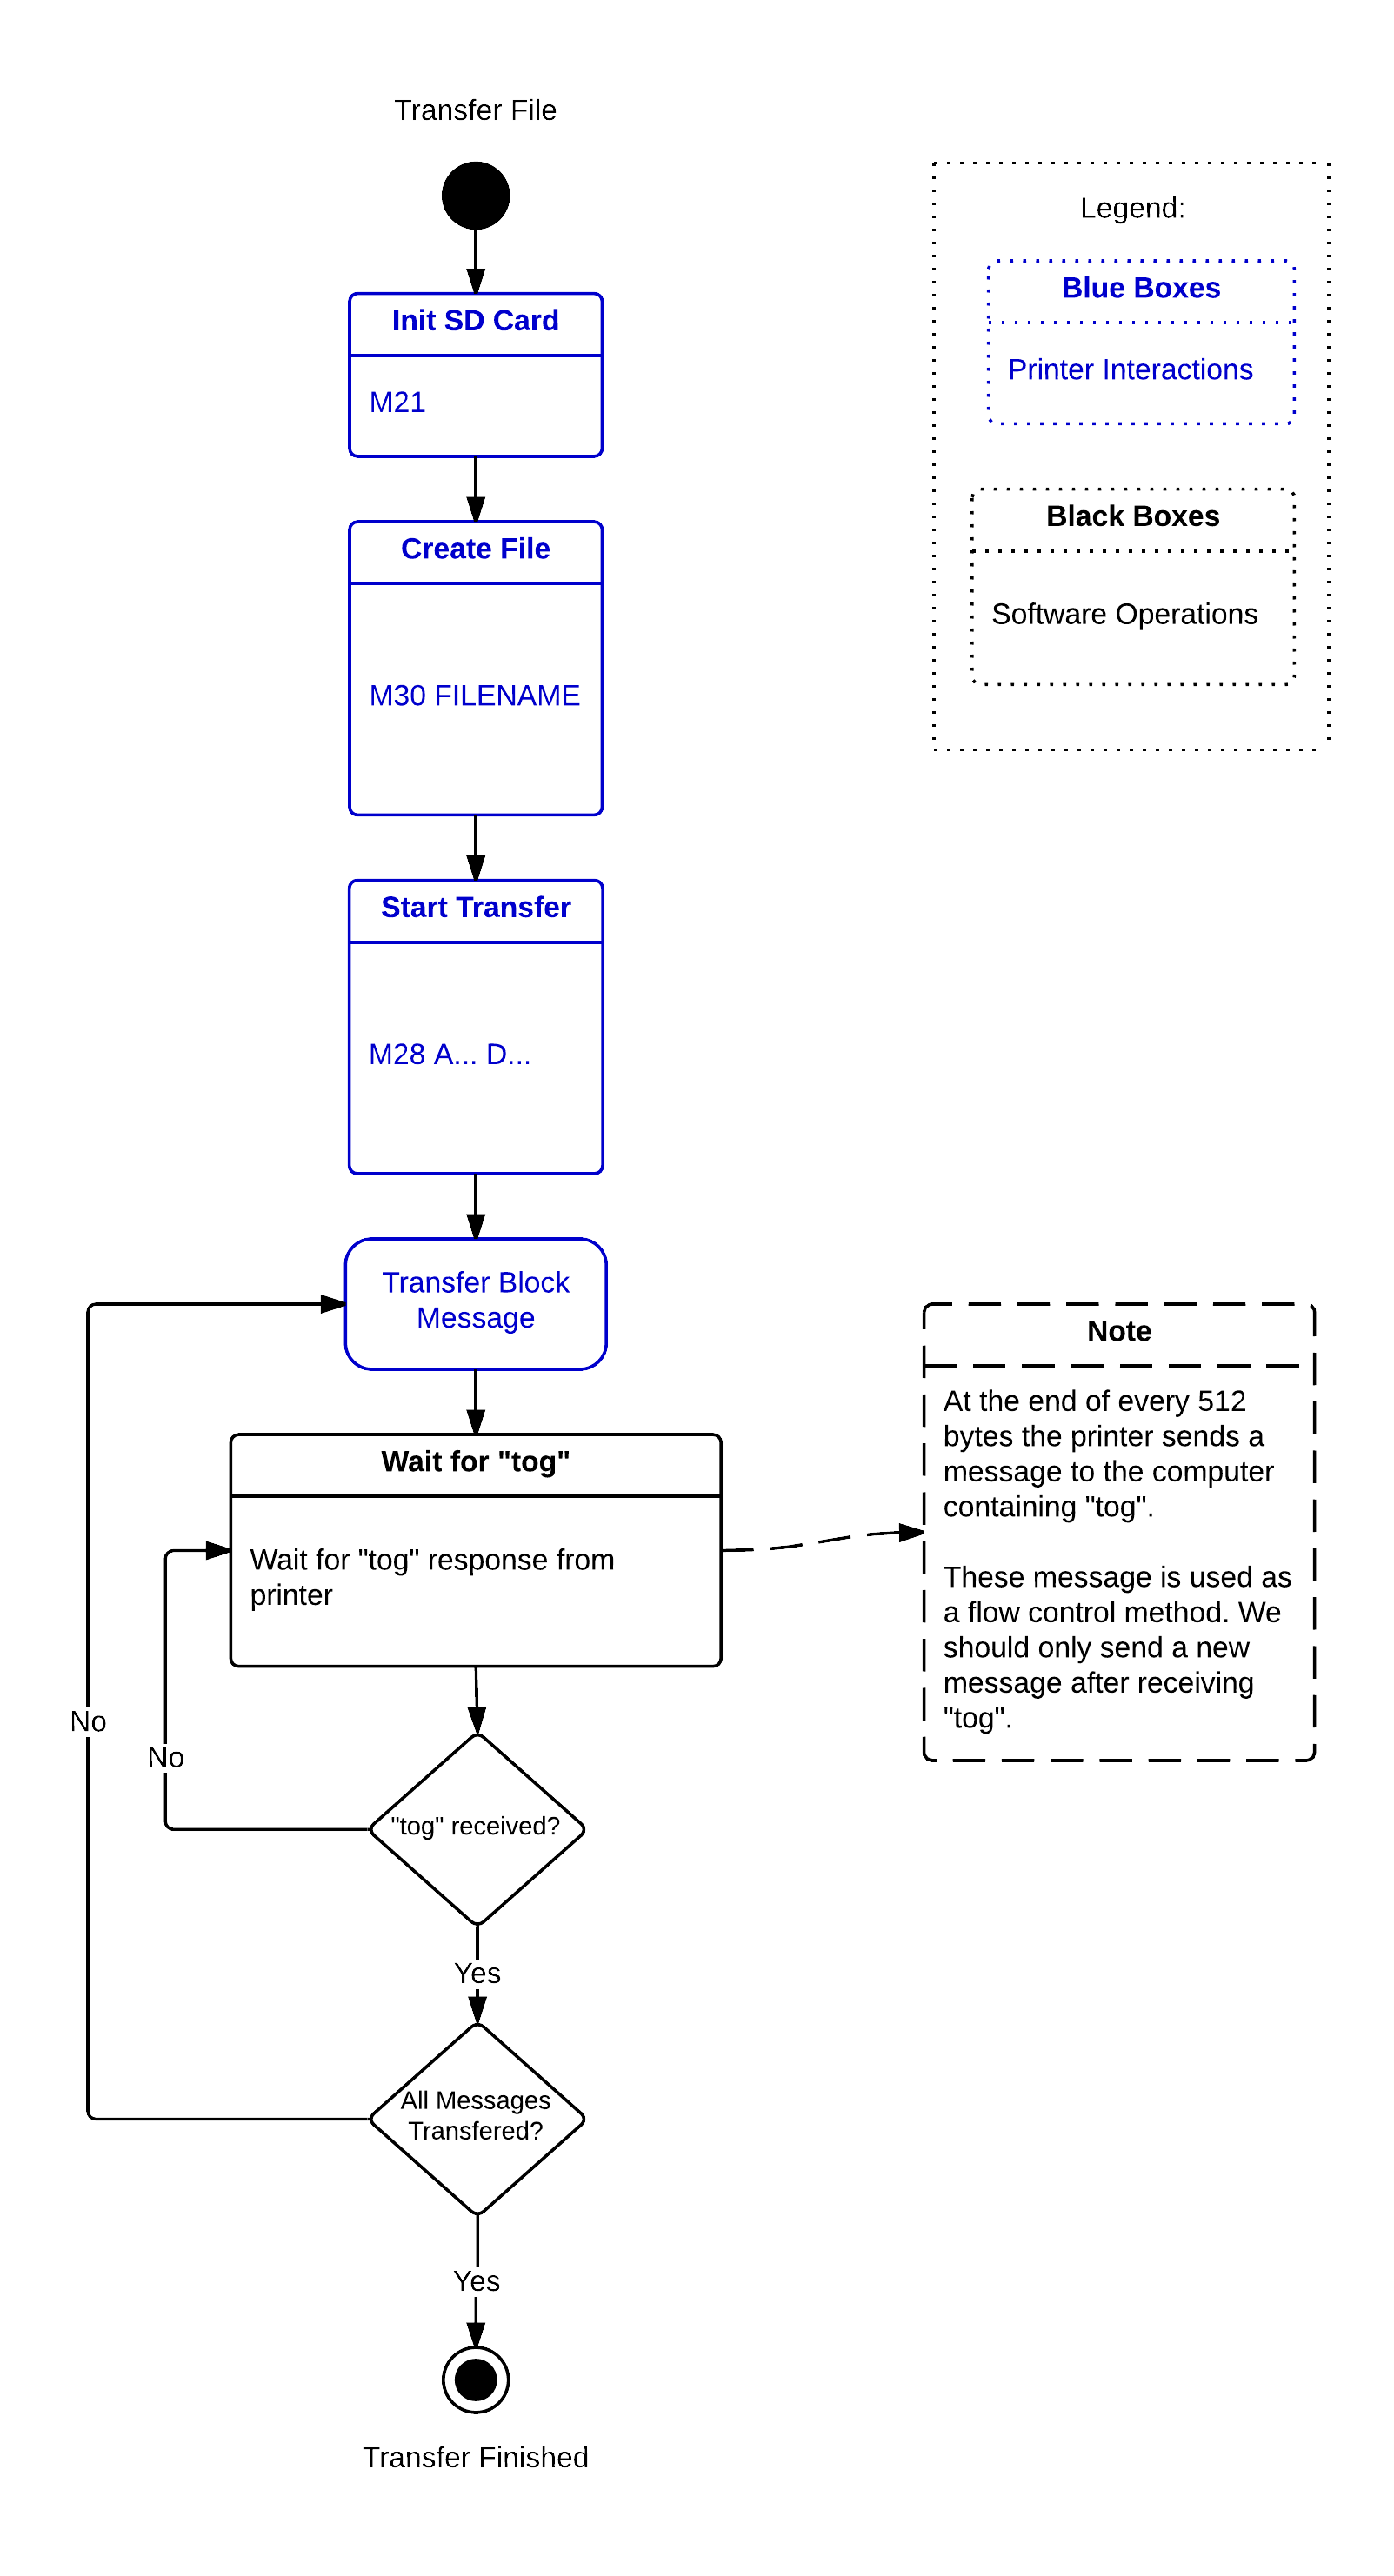 Transfer File
Legend:
Blue Boxes
Printer Interactions
Black Boxes
Software Operations
Init SD Card
M21
Create File
M30 FILENAME
Start Transfer
M28 A... D...
Transfer Block
Message
Wait for "tog"
Wait for "tog" response from
printer
Note
At the end of every 512
bytes the printer sends a
message to the computer
containing "tog".
These message is used as
a flow control method. We
should only send a new
message after receiving
"tog".
No
No
"tog" received?
Yes
All Messages
Transfered?
Yes
Transfer Finished